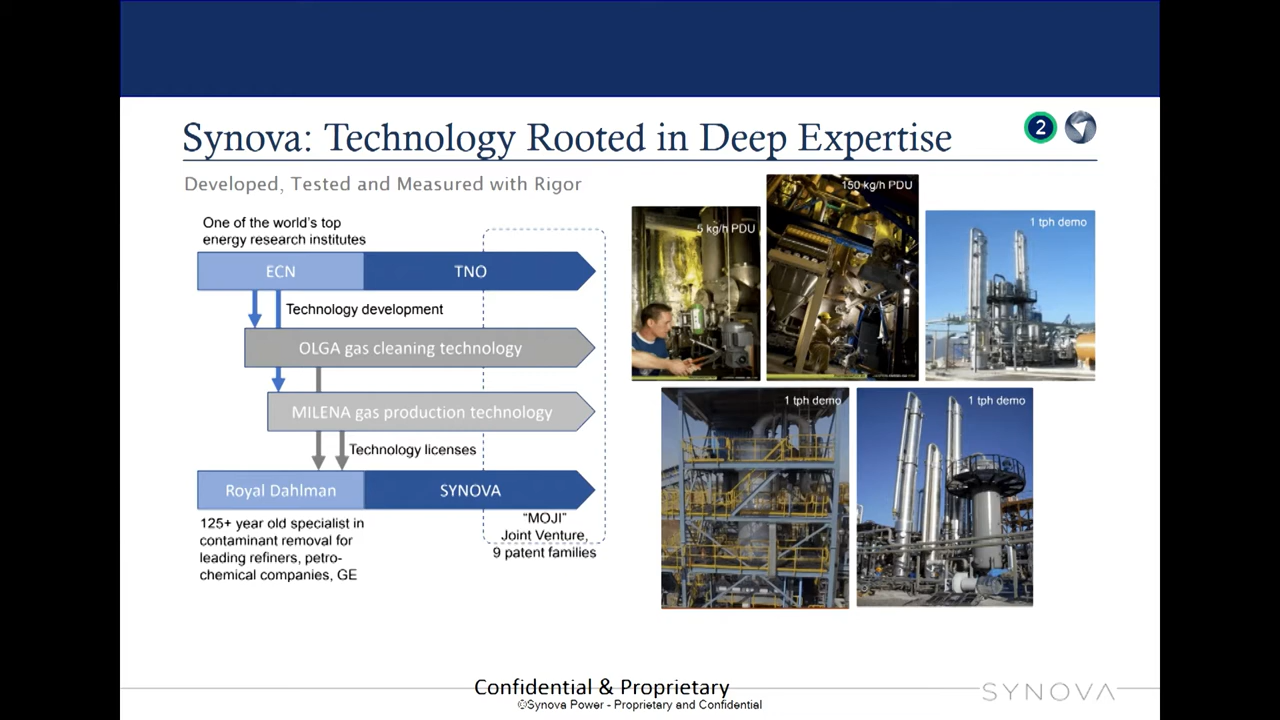 Synova: Technology Rooted in Deep Expertise
2
Developed, Tested and Measured with Rigor
One of the world's top
energy research institutes
ECN
TNO
Technology development
OLGA gas cleaning technology
MILENA gas production technology
Technology licenses
Royal Dahlman
SYNOVA
125+ year old specialist in
contaminant removal for
leading refiners, petro-
chemical companies, GE
“MOJI”
Joint Venture,
9 patent families
5 kg/h PDU
150 kg/h PDU
1 tph demo
1 tph demo
1 tph demo
Confidential & Proprietary
©Synova Power - Proprietary and Confidential
SYNOVA